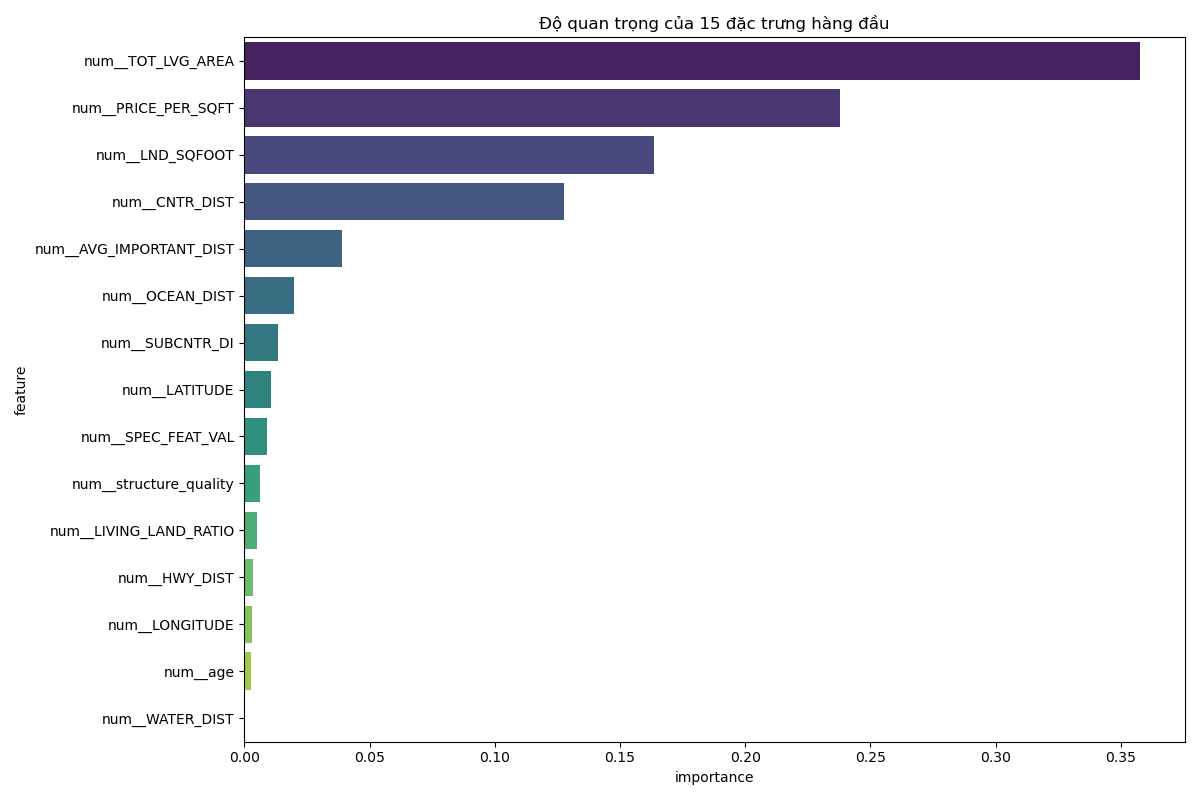 Độ quan trọng của 15 đặc trưng hàng đầu
num__TOT_LVG_AREA
num__PRICE_PER_SQFT
num__LND_SQFOOT
num__CNTR_DIST
num__AVG_IMPORTANT_DIST
num__OCEAN_DIST
num__SUBCNTR_DI
num__LATITUDE
num__SPEC_FEAT_VAL
num__structure_quality
num__LIVING_LAND_RATIO
num__HWY_DIST
num__LONGITUDE
num__age
num__WATER_DIST
feature
0.00 0.05 0.10 0.15 0.20 0.25 0.30 0.35
importance